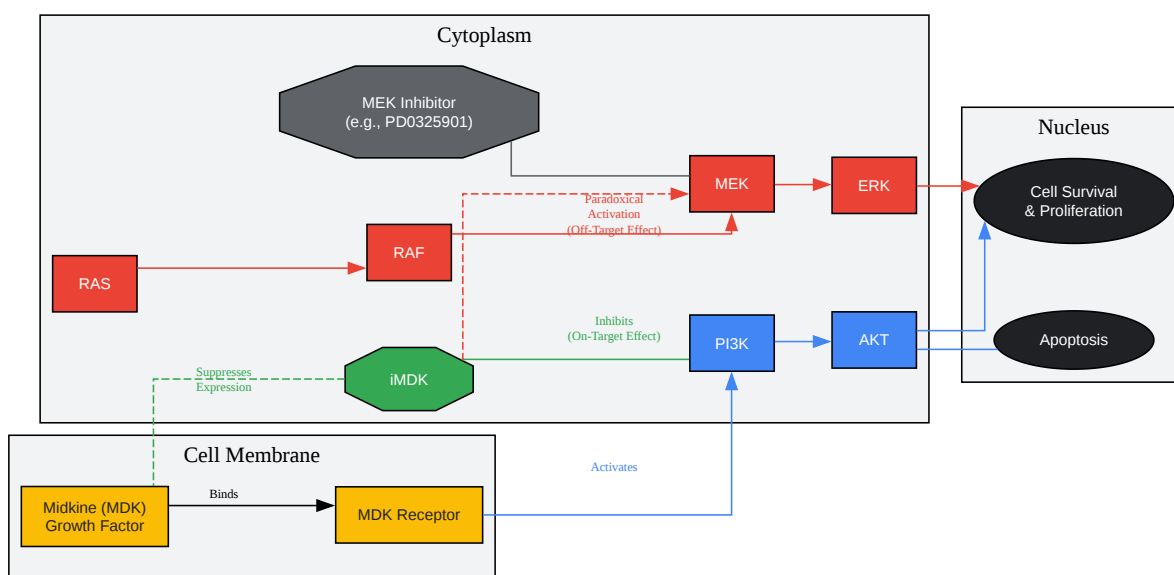 Cytoplasm
MEK Inhibitor
(e.g., PD0325901)
Nucleus
MEK
ERK
Cell Survival
& Proliferation
Paradoxical
Activation
(Off-Target Effect)
RAF
RAS
Inhibits
(On-Target Effect)
PI3K
AKT
Apoptosis
Suppresses
Expression
iMDK
Cell Membrane
Activates
Midkine (MDK)
Growth Factor
Binds
MDK Receptor